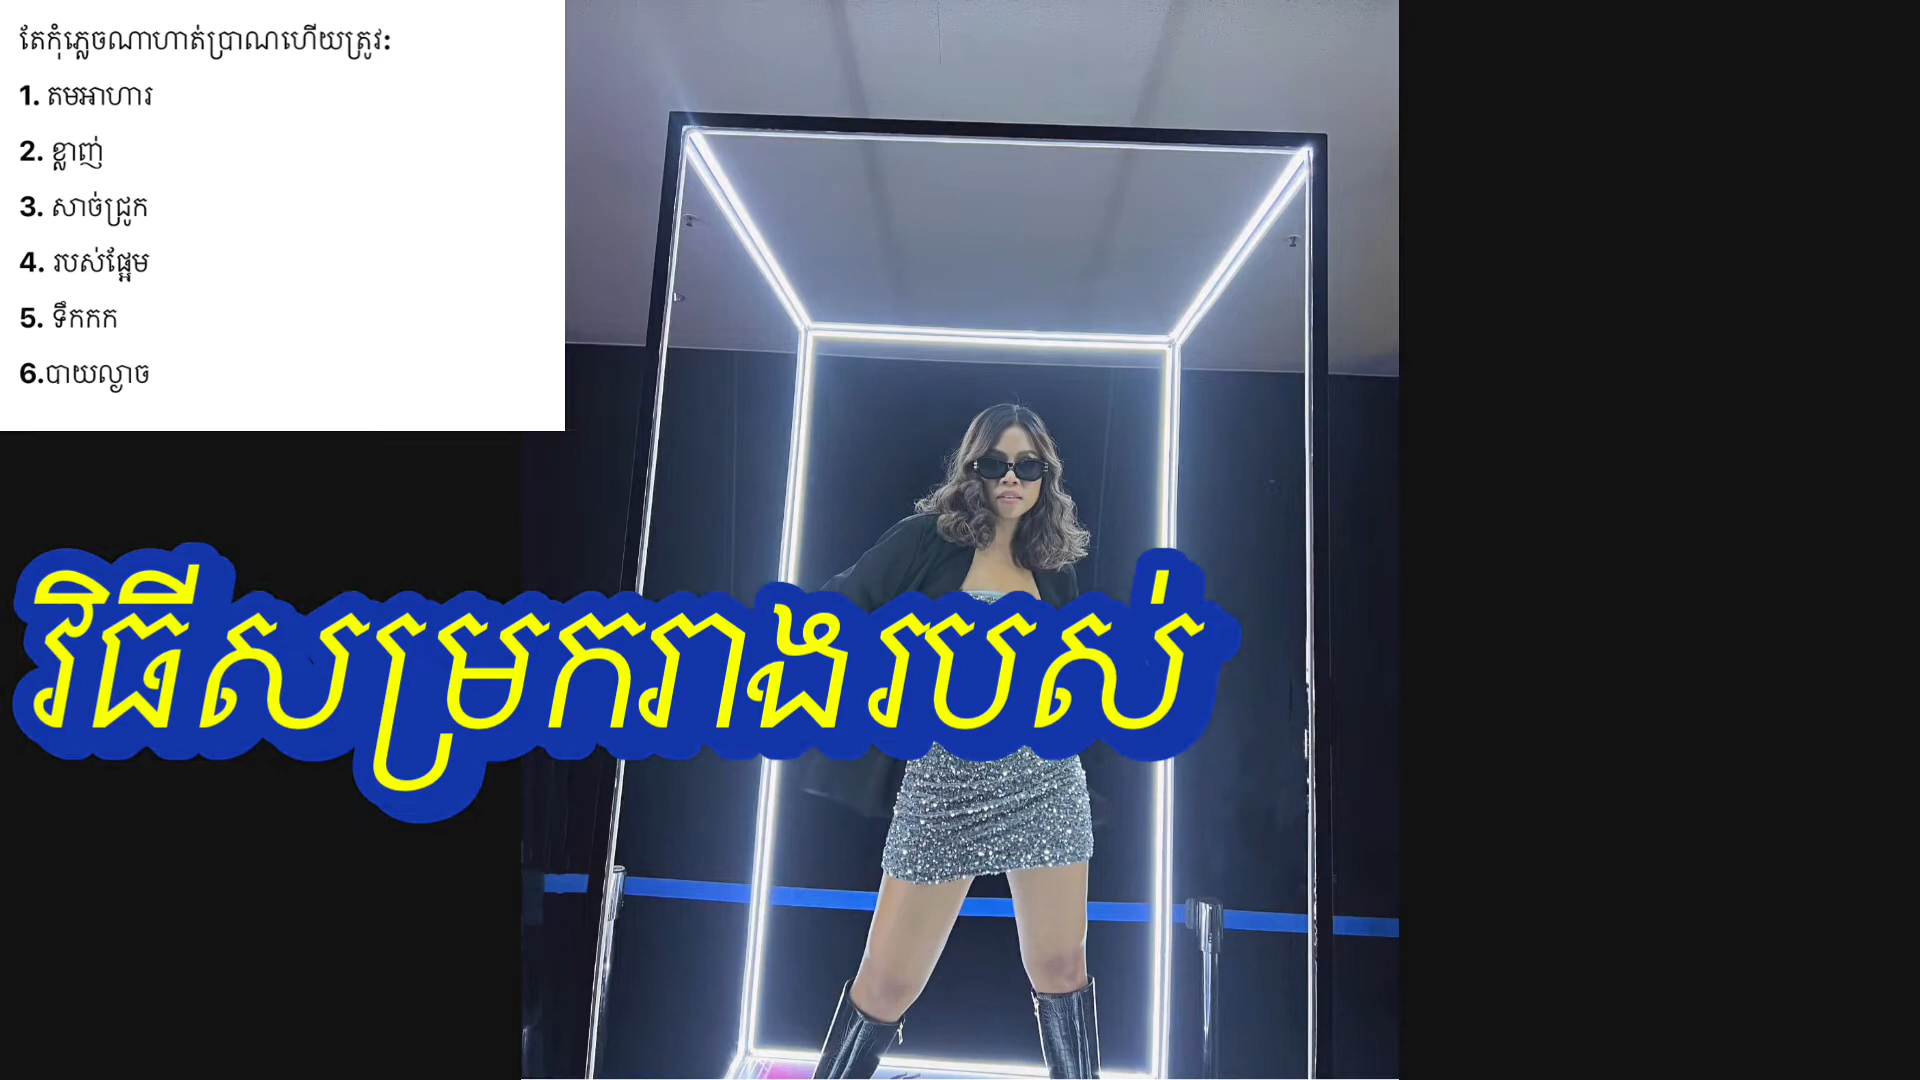 តែកុំភ្លេចណាហាត់ប្រាណហើយត្រូវ:
1. តមអាហារ
2. ខ្លាញ់
3. សាច់ជ្រូក
4. របស់ផ្អែម
5. ទឹកកក
6.បាយល្ងាច
វិធីសម្រករាងរបស់